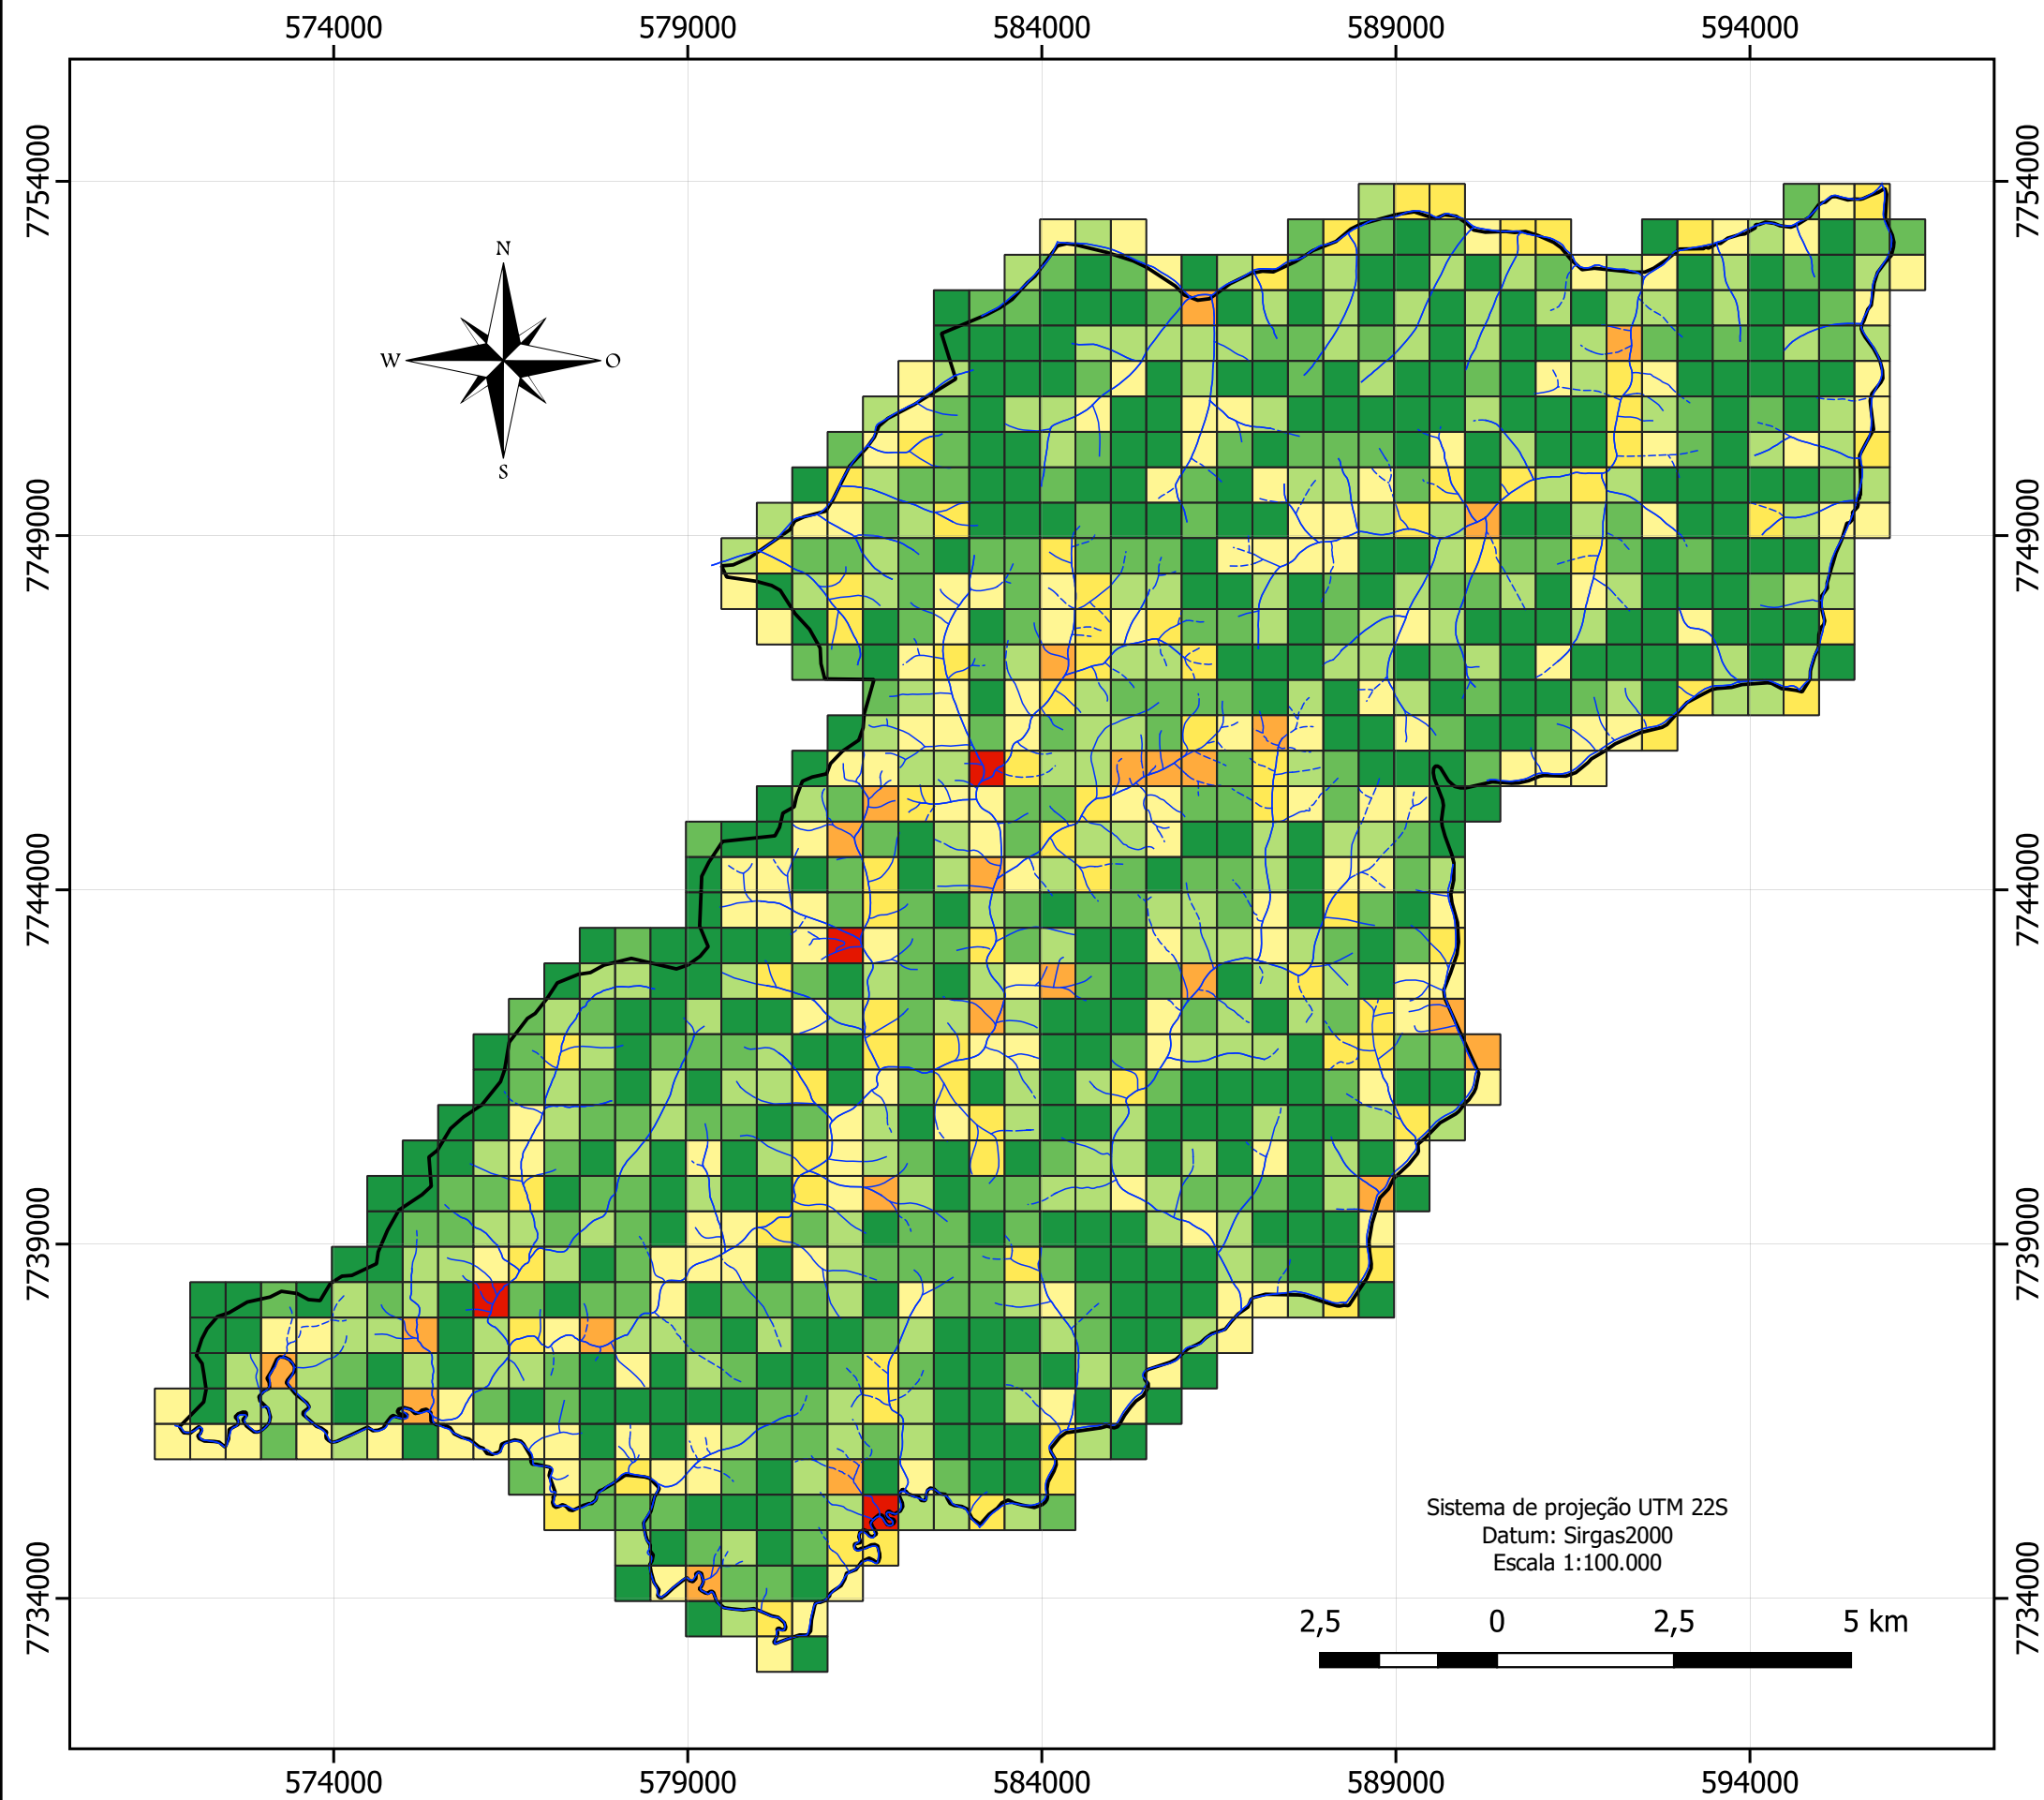 574000 579000 584000 589000 594000
7754000 7754000
N
W O
S
7749000 7749000
7744000 7744000
7739000 7739000
Sistema de projeção UTM 22S
Datum: Sirgas2000
Escala 1:100.000
7734000 7734000
2,5 0 2,5 5 km
574000 579000 584000 589000 594000